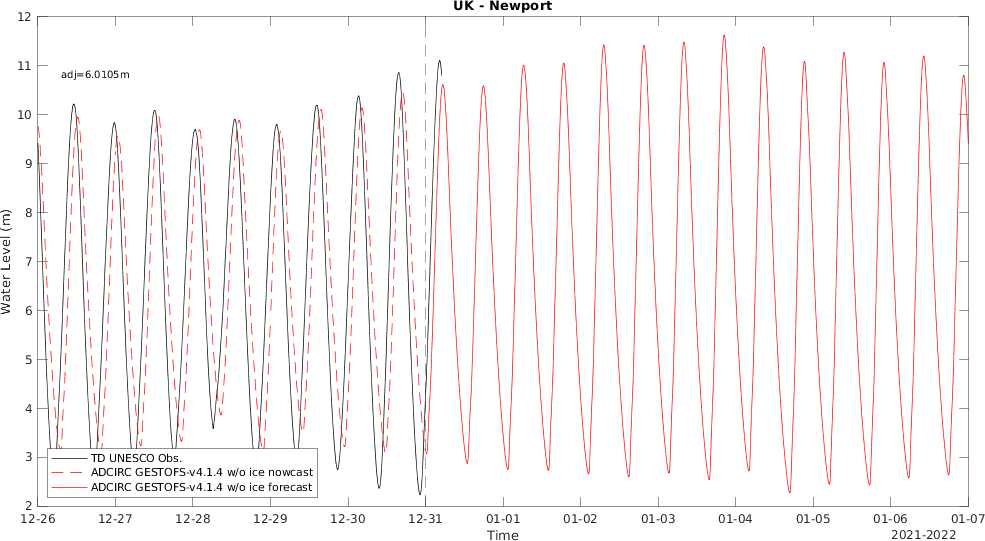 UK - Newport
12
11
10
9
8
7
6
5
4
3
2
Water Level (m)
adj=6.0105m
TD UNESCO Obs.
ADCIRC GESTOFS-v4.1.4 w/o ice nowcast
ADCIRC GESTOFS-v4.1.4 w/o ice forecast
12-26 12-27 12-28 12-29 12-30 12-31 01-01 01-02 01-03 01-04 01-05 01-06 01-07
Time
2021-2022